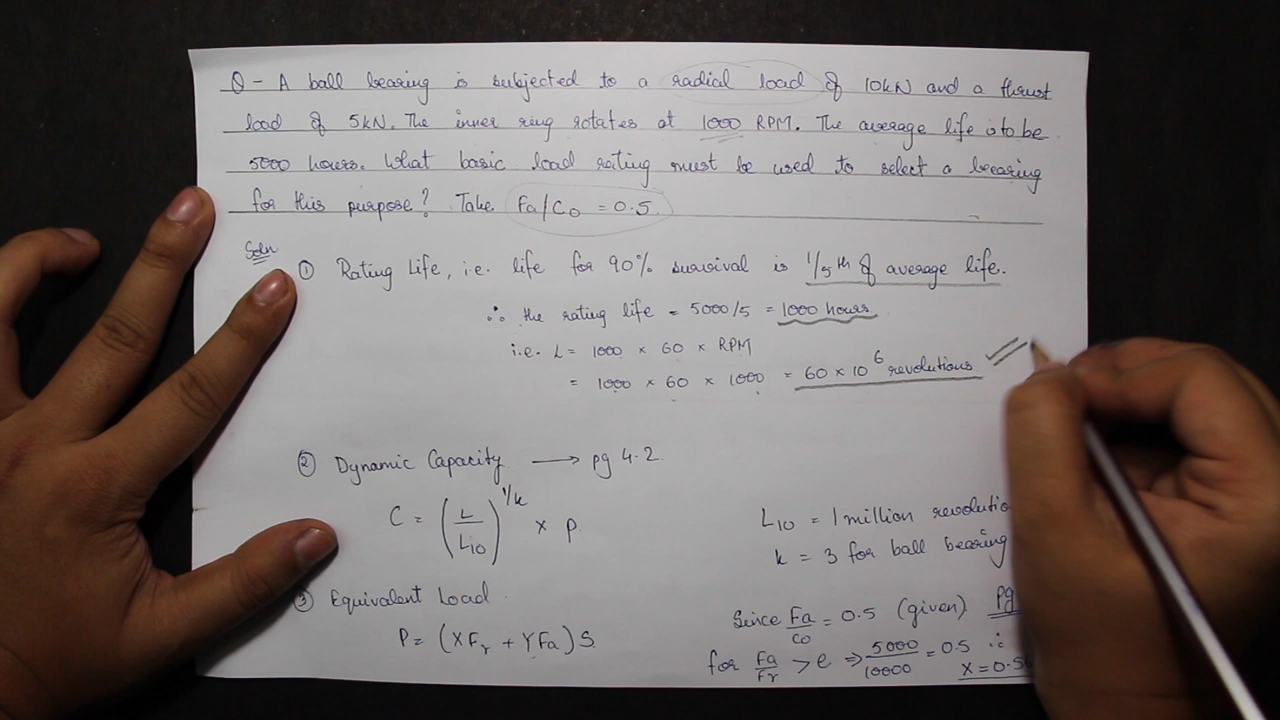 Q - A ball bearing is subjected to a radial load of 10kN and a thrust
load of 5kN. The inner ring rotates at 1000 RPM. The average life is to be
5000 hours. What basic load rating must be used to select a bearing
for this purpose? Take Fa/Co = 0.5.
Soln
① Rating Life, i.e. life for 90% survival is 1/5th of average life.
∴ the rating life = 5000/5 = 1000 hours
i.e. L = 1000 × 60 × RPM
= 1000 × 60 × 1000 = 60 × 10⁶ revolutions
② Dynamic Capacity → pg 4.2
C = (L/L10)^1/k × P.
L10 = 1 million
k = 3 for ball bearing
③ Equivalent Load.
P = (XFr + YFa) S.
Since Fa/Co = 0.5 (given) pg
for Fa/Fr > e ⇒ 5000/10000 = 0.5 ∴
X = 0.56